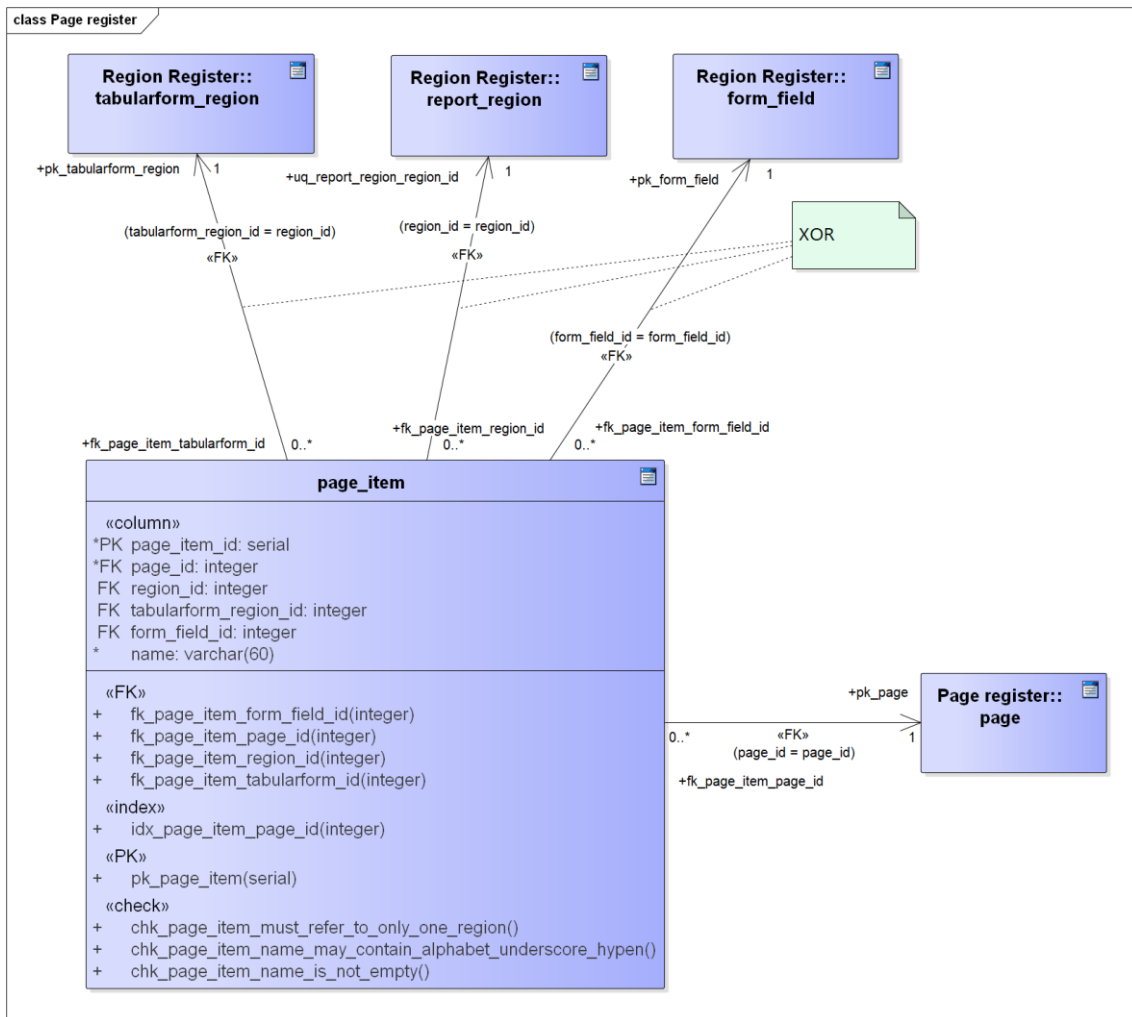 class Page register
Region Register::
tabularform_region
Region Register::
report_region
Region Register::
form_field
+pk_tabularform_region
1
+uq_report_region_region_id
1
+pk_form_field
1
(tabularform_region_id = region_id)
«FK»
(region_id = region_id)
«FK»
XOR
(form_field_id = form_field_id)
«FK»
+fk_page_item_tabularform_id
0..*
+fk_page_item_region_id
0..*
+fk_page_item_form_field_id
0..*
page_item
«column»
*PK page_item_id: serial
*FK page_id: integer
FK region_id: integer
FK tabularform_region_id: integer
FK form_field_id: integer
* name: varchar(60)
«FK»
+ fk_page_item_form_field_id(integer)
+ fk_page_item_page_id(integer)
+ fk_page_item_region_id(integer)
+ fk_page_item_tabularform_id(integer)
«index»
+ idx_page_item_page_id(integer)
«PK»
+ pk_page_item(serial)
«check»
+ chk_page_item_must_refer_to_only_one_region()
+ chk_page_item_name_may_contain_alphabet_underscore_hypen()
+ chk_page_item_name_is_not_empty()
+pk_page
0..*
«FK»
1
(page_id = page_id)
+fk_page_item_page_id
Page register::
page